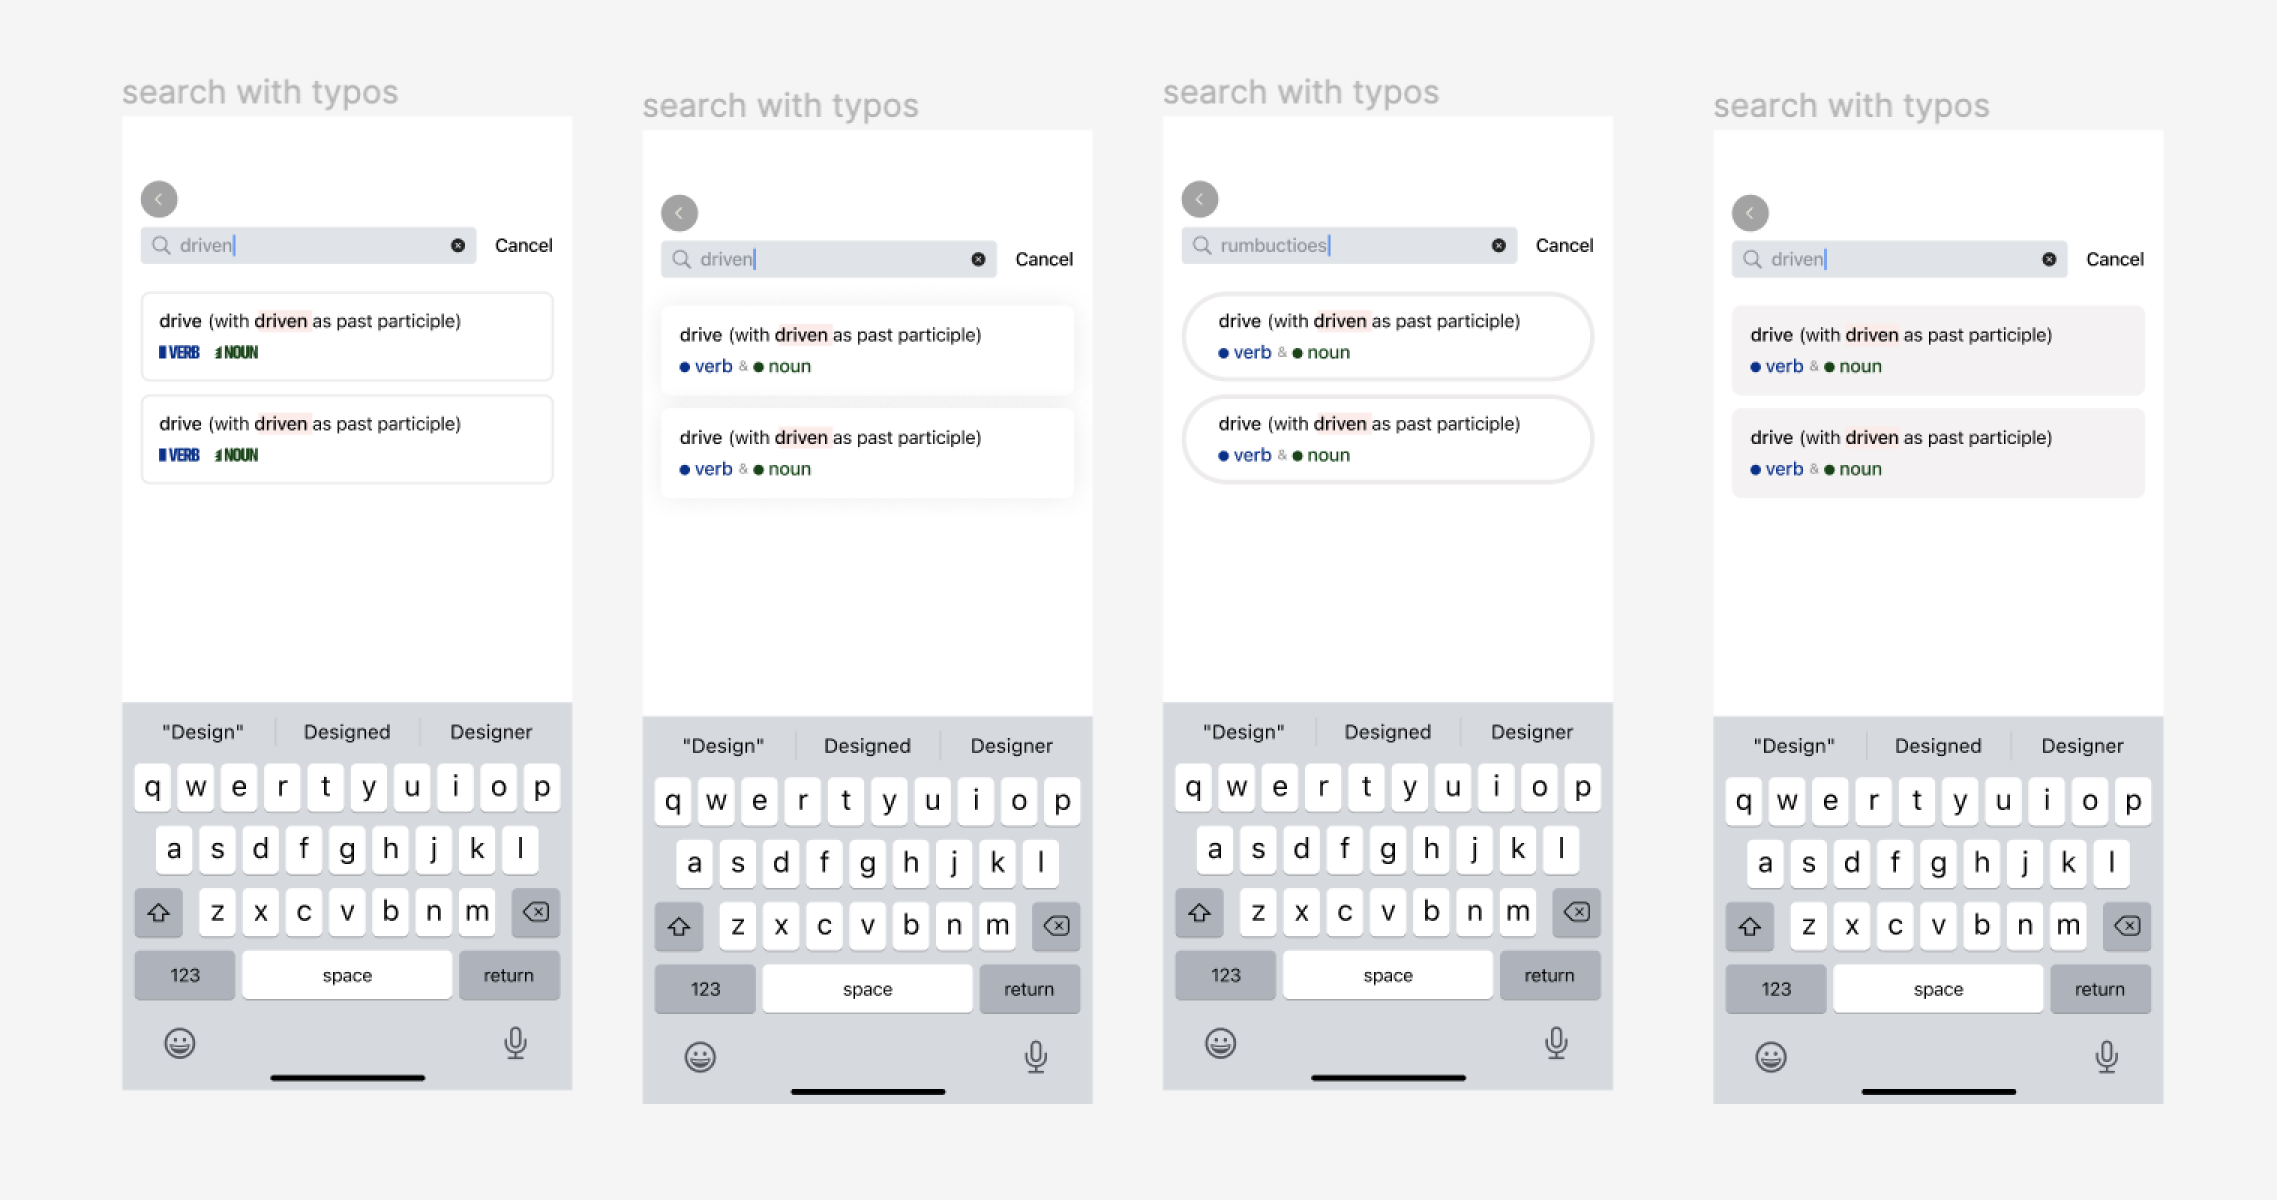 search with typos
driven
Cancel
drive (with driven as past participle)
VERB NOUN
drive (with driven as past participle)
VERB NOUN
"Design" Designed Designer
q w e r t y u i o p
a s d f g h j k l
z x c v b n m
123 space return
search with typos
driven
Cancel
drive (with driven as past participle)
verb & noun
drive (with driven as past participle)
verb & noun
"Design" Designed Designer
q w e r t y u i o p
a s d f g h j k l
z x c v b n m
123 space return
search with typos
rumbuctioes
Cancel
drive (with driven as past participle)
verb & noun
drive (with driven as past participle)
verb & noun
"Design" Designed Designer
q w e r t y u i o p
a s d f g h j k l
z x c v b n m
123 space return
search with typos
driven
Cancel
drive (with driven as past participle)
verb & noun
drive (with driven as past participle)
verb & noun
"Design" Designed Designer
q w e r t y u i o p
a s d f g h j k l
z x c v b n m
123 space return